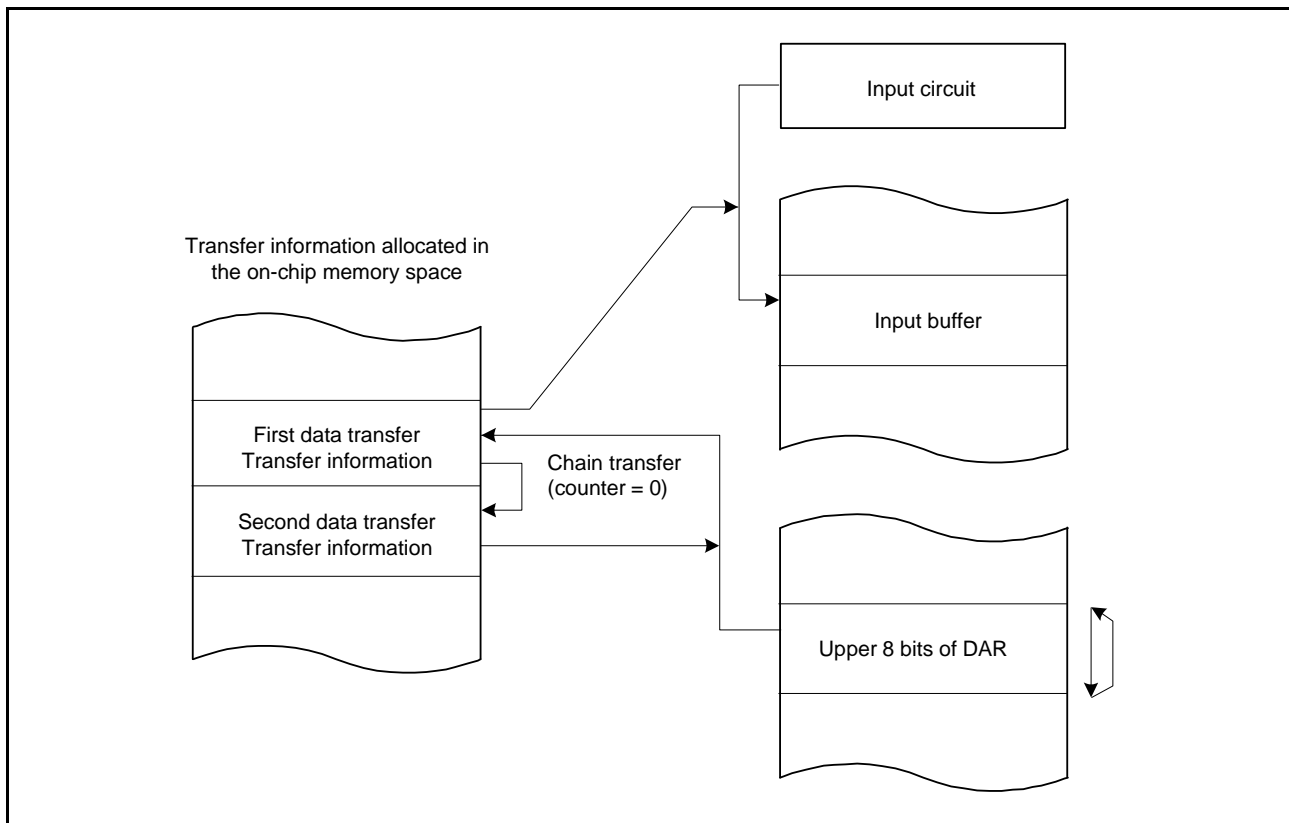 Input circuit
Transfer information allocated in
the on-chip memory space
Input buffer
First data transfer
Transfer information
Chain transfer
(counter = 0)
Second data transfer
Transfer information
Upper 8 bits of DAR